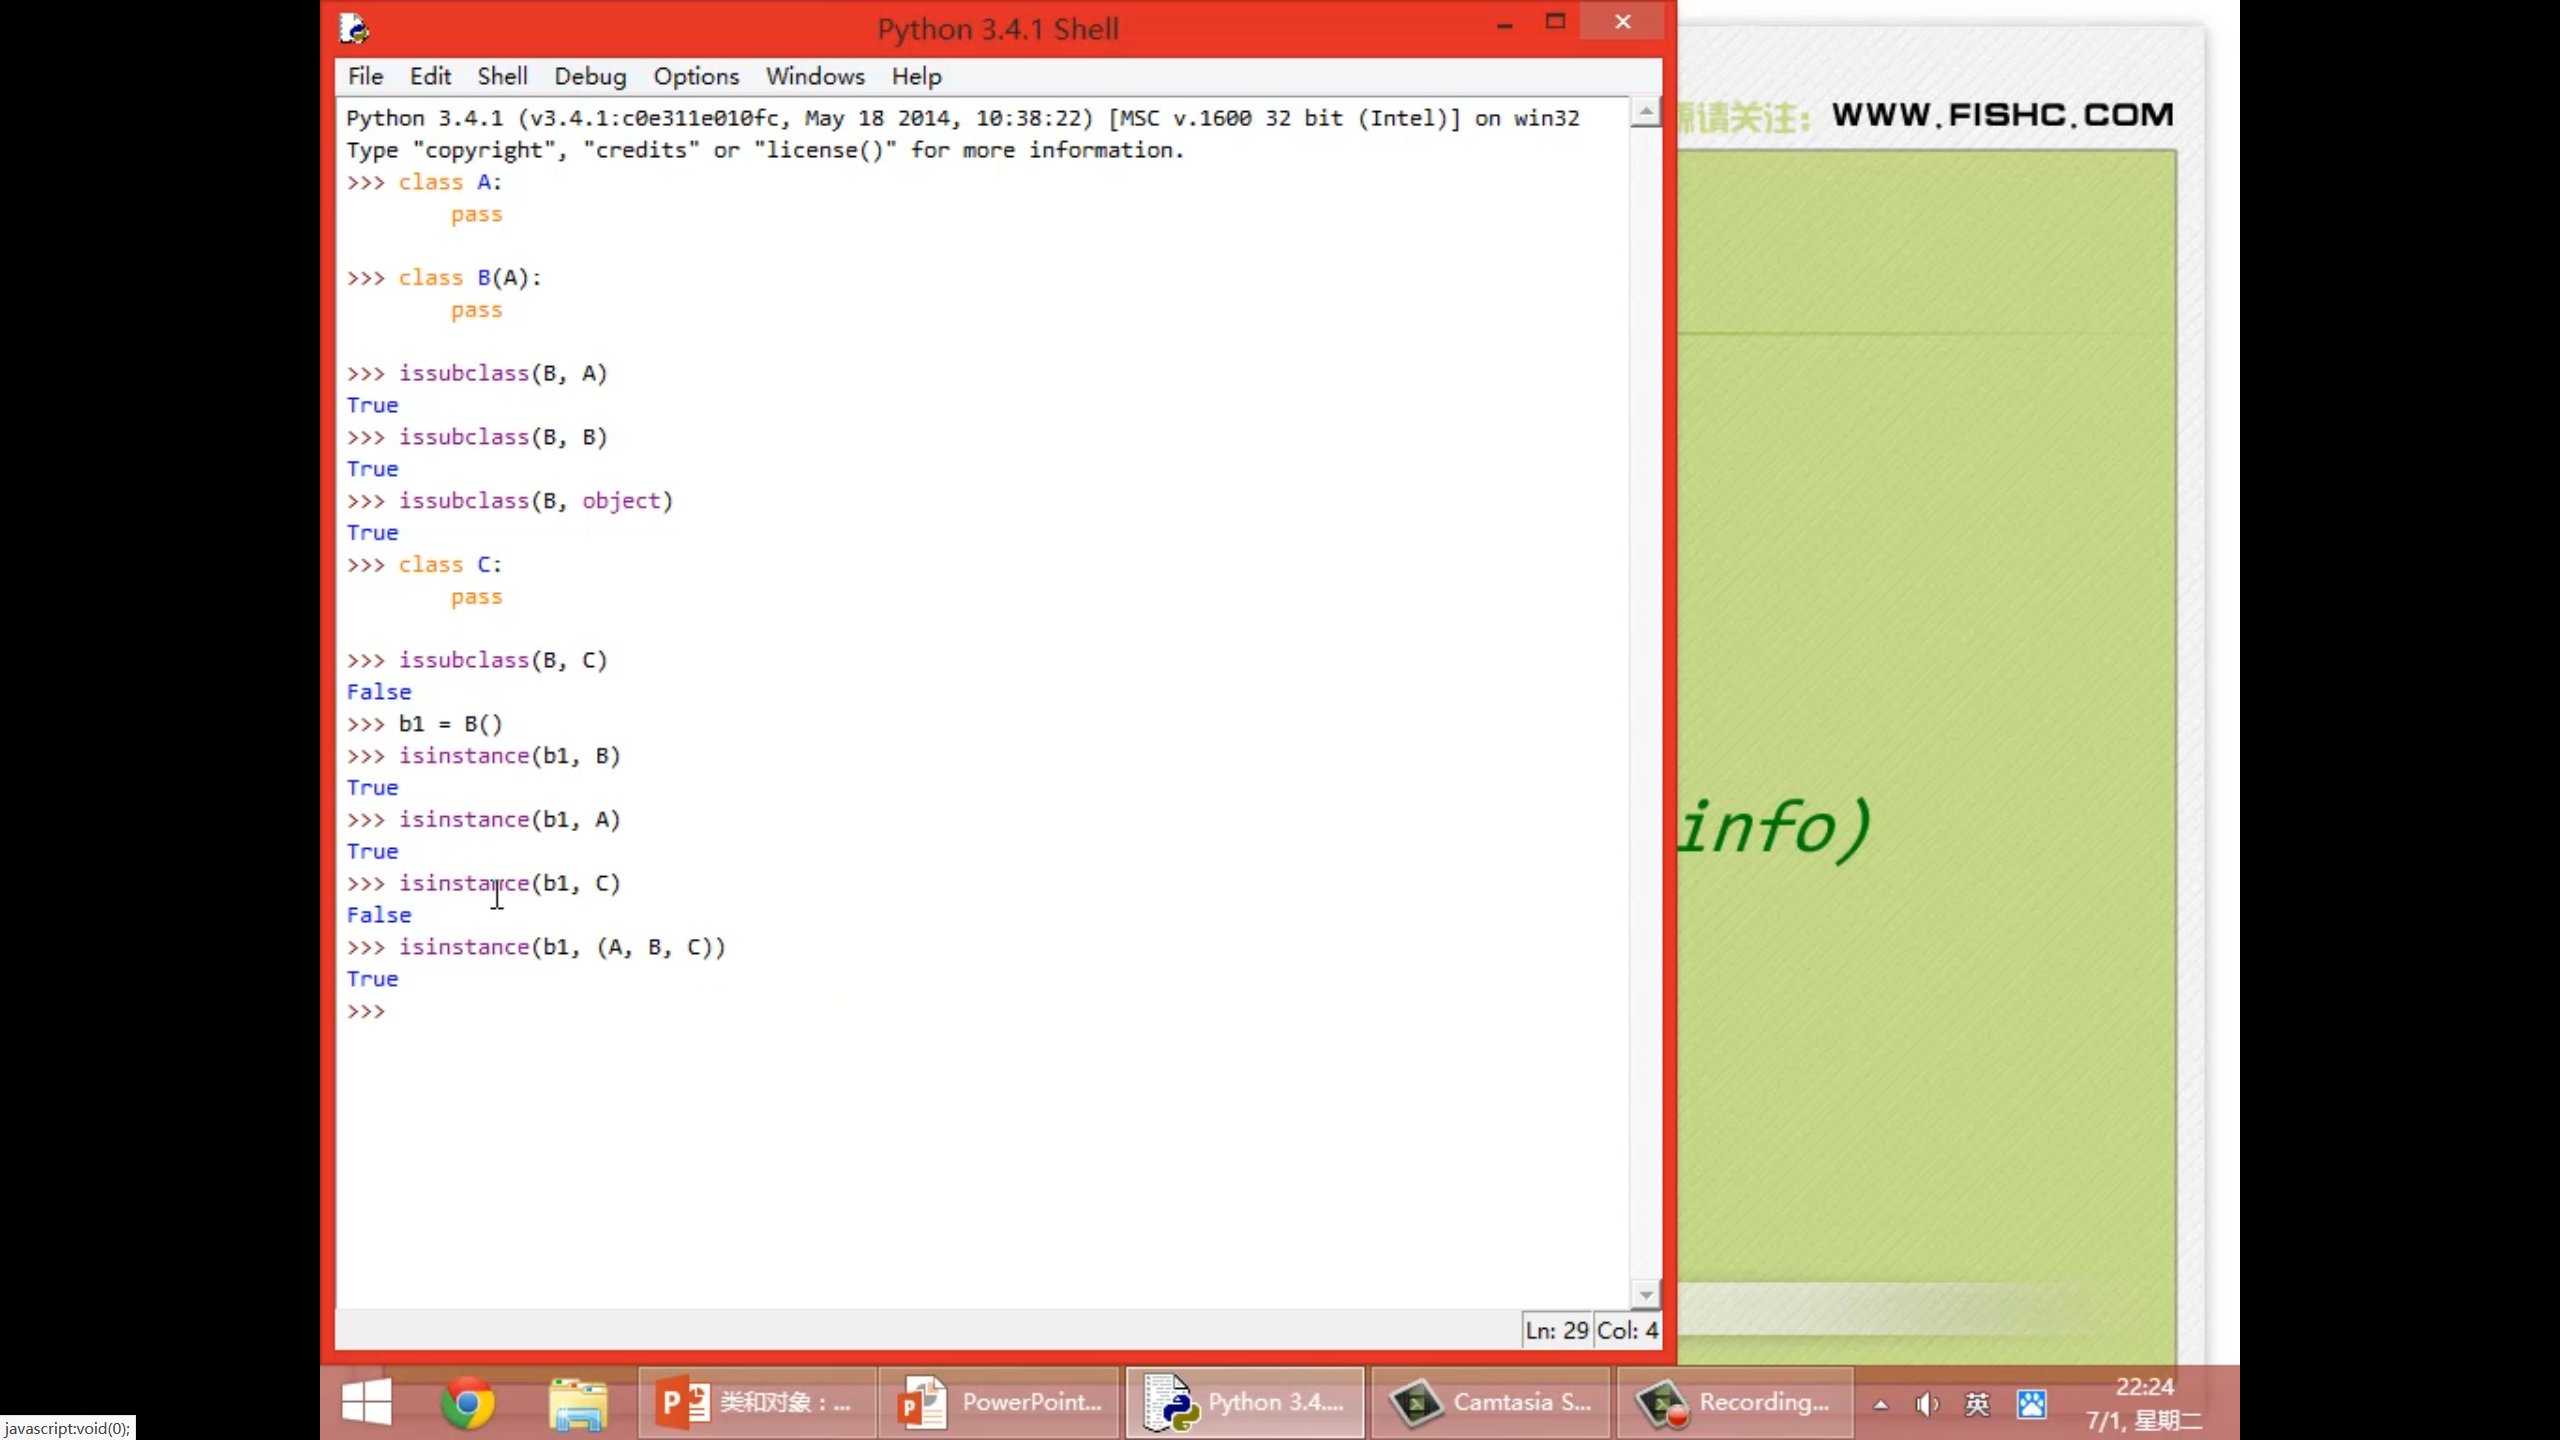 Python 3.4.1 Shell
File Edit Shell Debug Options Windows Help
Python 3.4.1 (v3.4.1:c0e311e010fc, May 18 2014, 10:38:22) [MSC v.1600 32 bit (Intel)] on win32
Type "copyright", "credits" or "license()" for more information.
>>> class A:
pass
>>> class B(A):
pass
>>> issubclass(B, A)
True
>>> issubclass(B, B)
True
>>> issubclass(B, object)
True
>>> class C:
pass
>>> issubclass(B, C)
False
>>> b1 = B()
>>> isinstance(b1, B)
True
>>> isinstance(b1, A)
True
>>> isinstance(b1, C)
False
>>> isinstance(b1, (A, B, C))
True
>>>
Ln: 29 Col: 4
源请关注: WWW.FISHC.COM
info)
类和对象：... PowerPoint... Python 3.4.... Camtasia S... Recording... 英 22:24
7/1, 星期二
javascript:void(0);